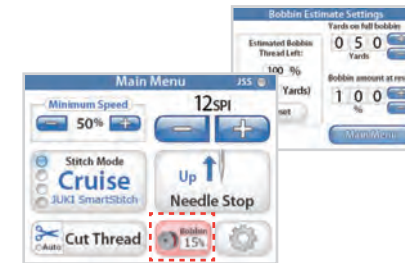 Bobbin Estimate Settings
Yards on full bobbin
Estimated Bobbin
Thread Left:
0 5 0
Yards
100 %
Bobbin amount at
Yards)
1 0 0
%
Main Menu
Main Menu
JSS
Minimum Speed
12SPI
50%
Stitch Mode
Cruise
JUKI SmartStitch
Up
Needle Stop
Auto
Cut Thread
Bobbin
15%